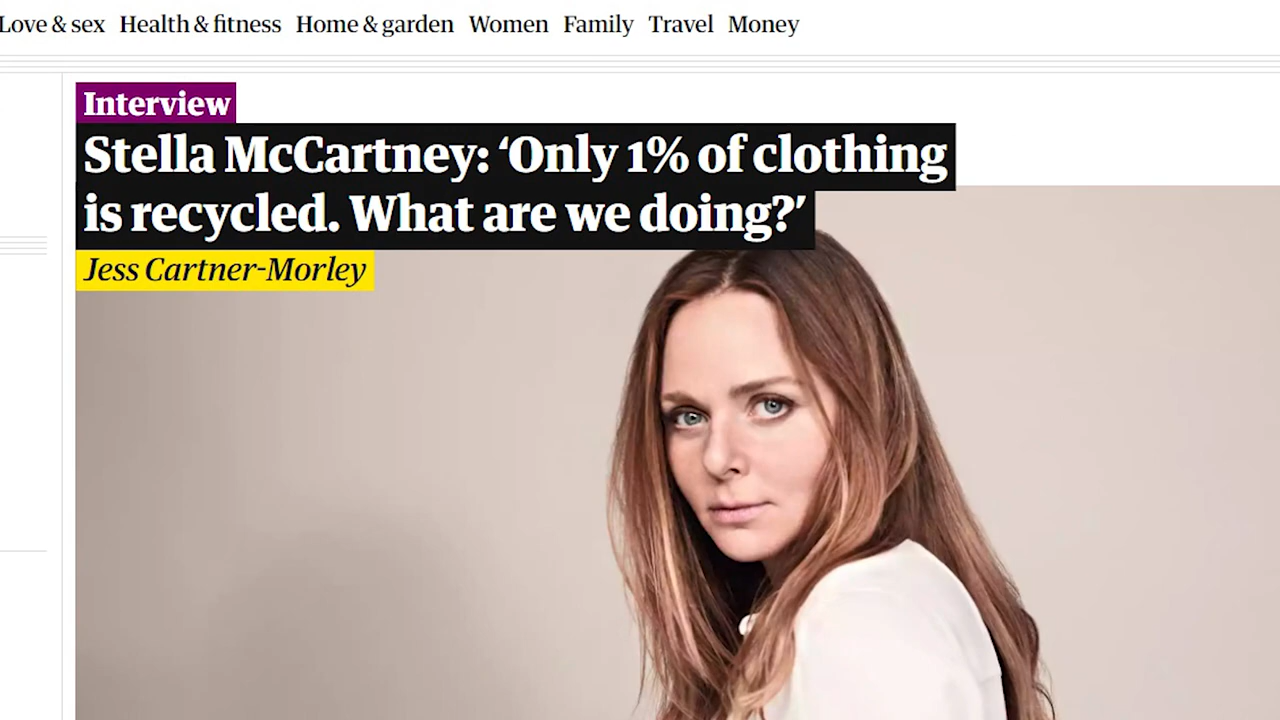 Love & sex Health & fitness Home & garden Women Family Travel Money
Interview
Stella McCartney: ‘Only 1% of clothing
is recycled. What are we doing?’
Jess Cartner-Morley